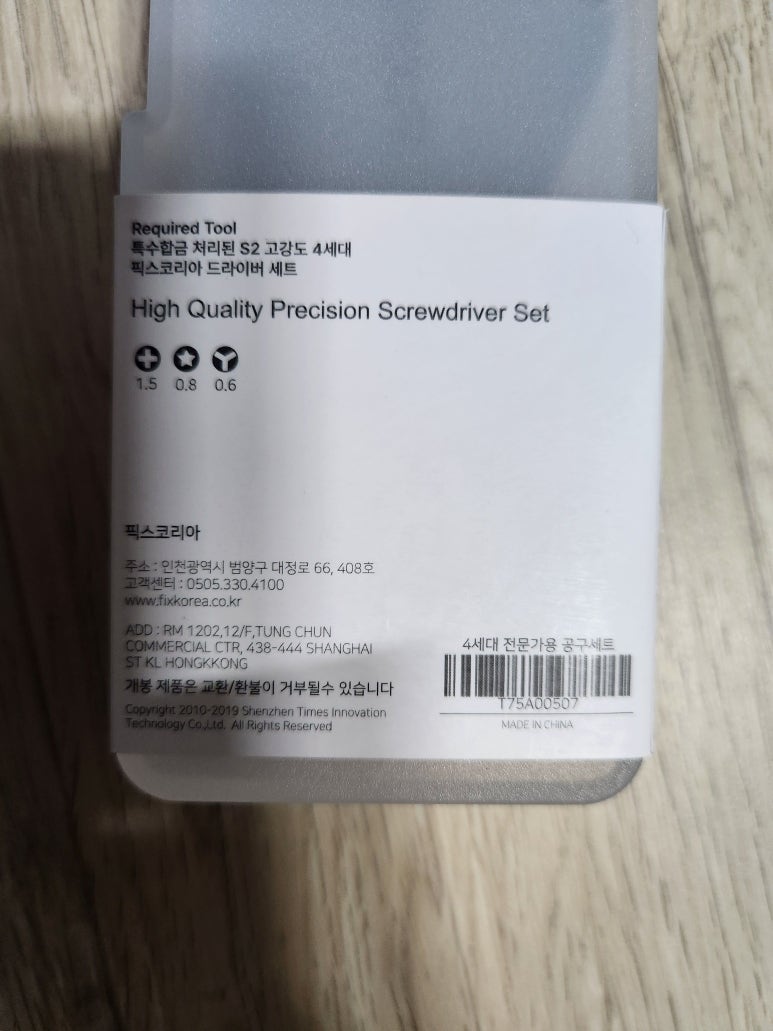 Required Tool
특수합금 처리된 S2 고강도 4세대
픽스코리아 드라이버 세트
High Quality Precision Screwdriver Set
1.5 0.8 0.6
픽스코리아
주소 : 인천광역시 범양구 대정로 66, 408호
고객센터 : 0505.330.4100
www.fixkorea.co.kr
ADD : RM 1202,12/F,TUNG CHUN
COMMERCIAL CTR, 438-444 SHANGHAI
ST KL HONGKKONG
개봉 제품은 교환/환불이 거부될수 있습니다
Copyright 2010-2019 Shenzhen Times Innovation
Technology Co.,Ltd. All Rights Reserved
4세대 전문가용 공구세트
T75A00507
MADE IN CHINA